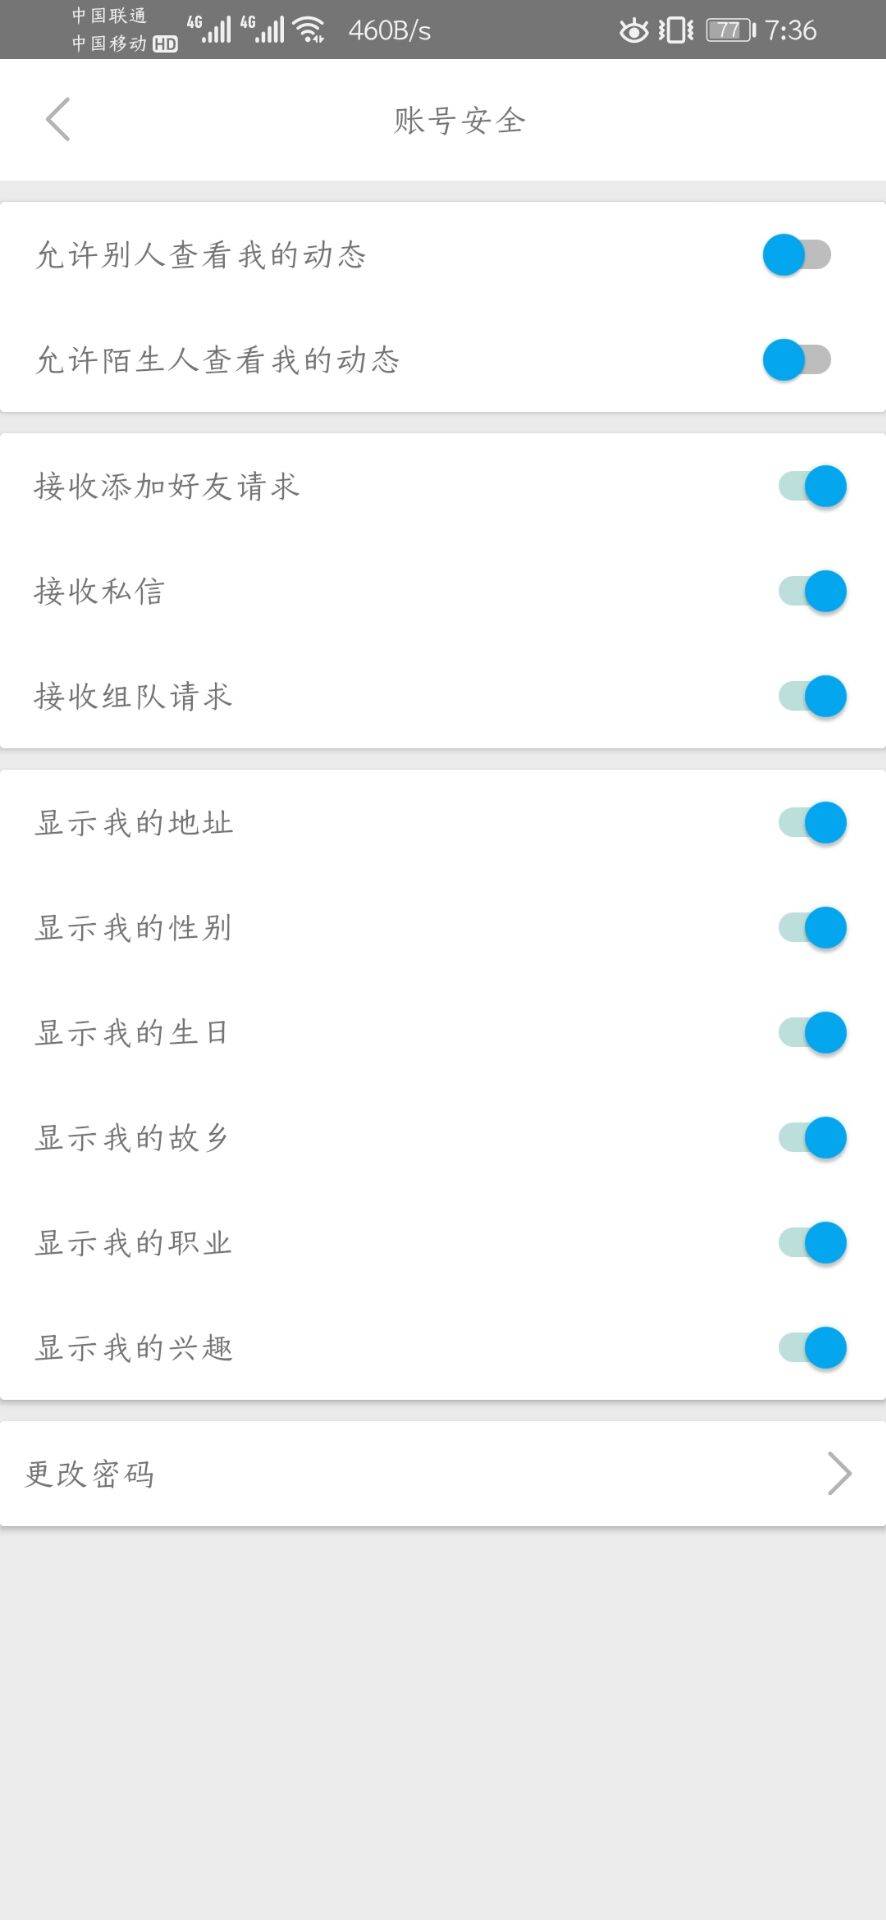 中国联通
中国移动 HD 4G 4G 460B/s 77 7:36
账号安全
允许别人查看我的动态
允许陌生人查看我的动态
接收添加好友请求
接收私信
接收组队请求
显示我的地址
显示我的性别
显示我的生日
显示我的故乡
显示我的职业
显示我的兴趣
更改密码